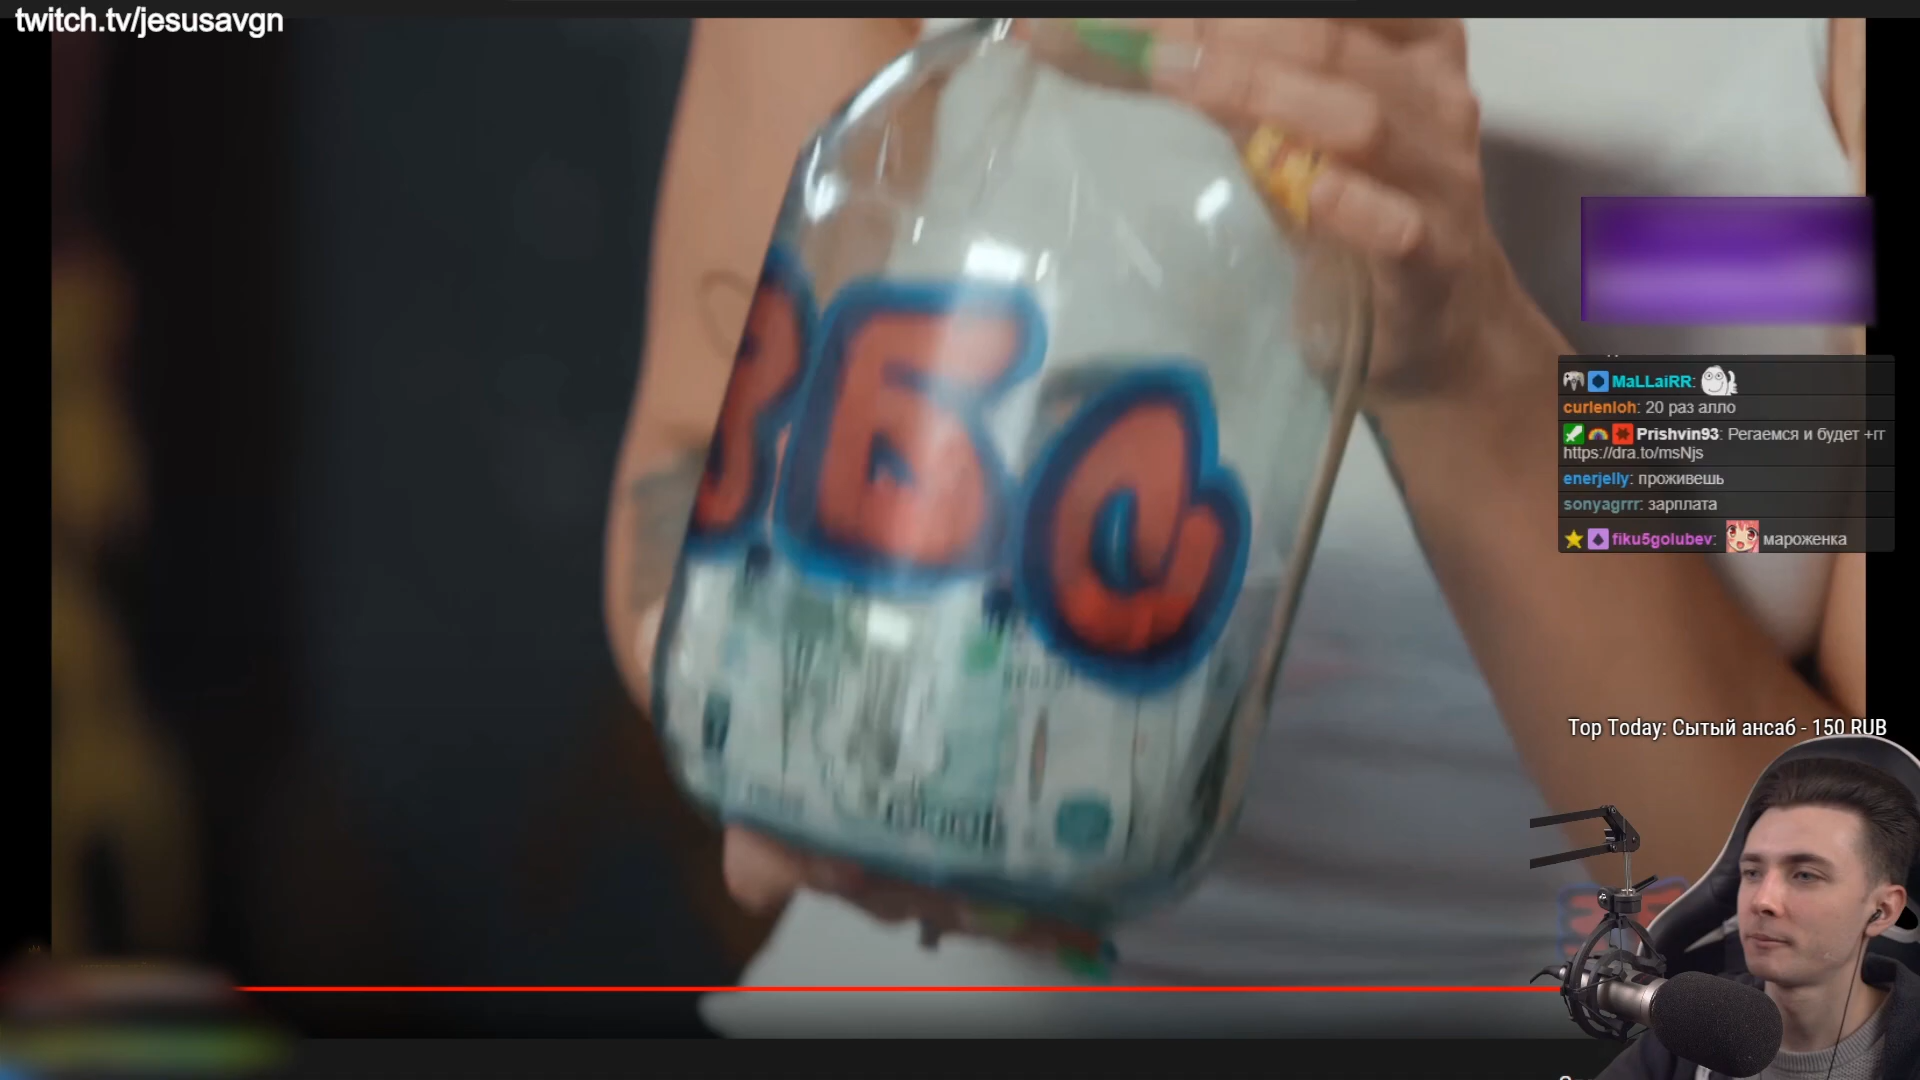 twitch.tv/jesusavgn
MaLLaiRR:
curlenloh: 20 раз алло
Prishvin93: Регаемся и будет +гг
https://dra.to/msNjs
enerjelly: проживешь
sonyagrrr: зарплата
fiku5golubev: мароженка
Top Today: Сытый ансаб - 150 RUB